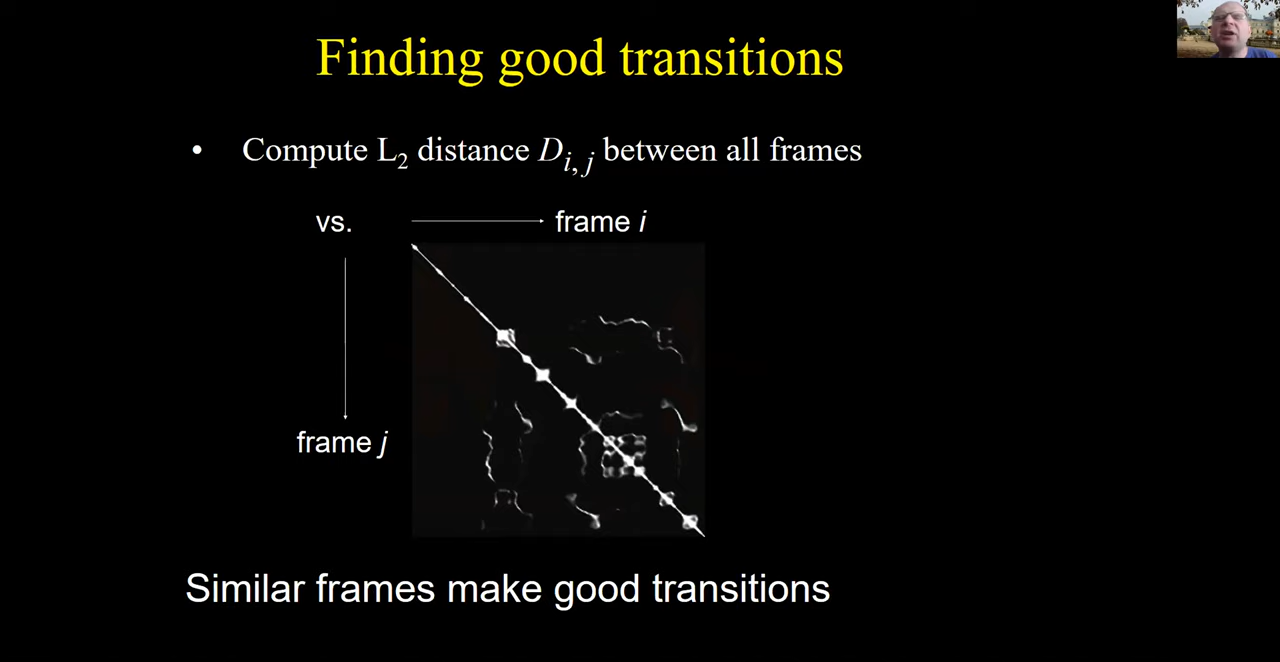 Finding good transitions
• Compute L2 distance Di, j between all frames
vs.
frame i
frame j
Similar frames make good transitions